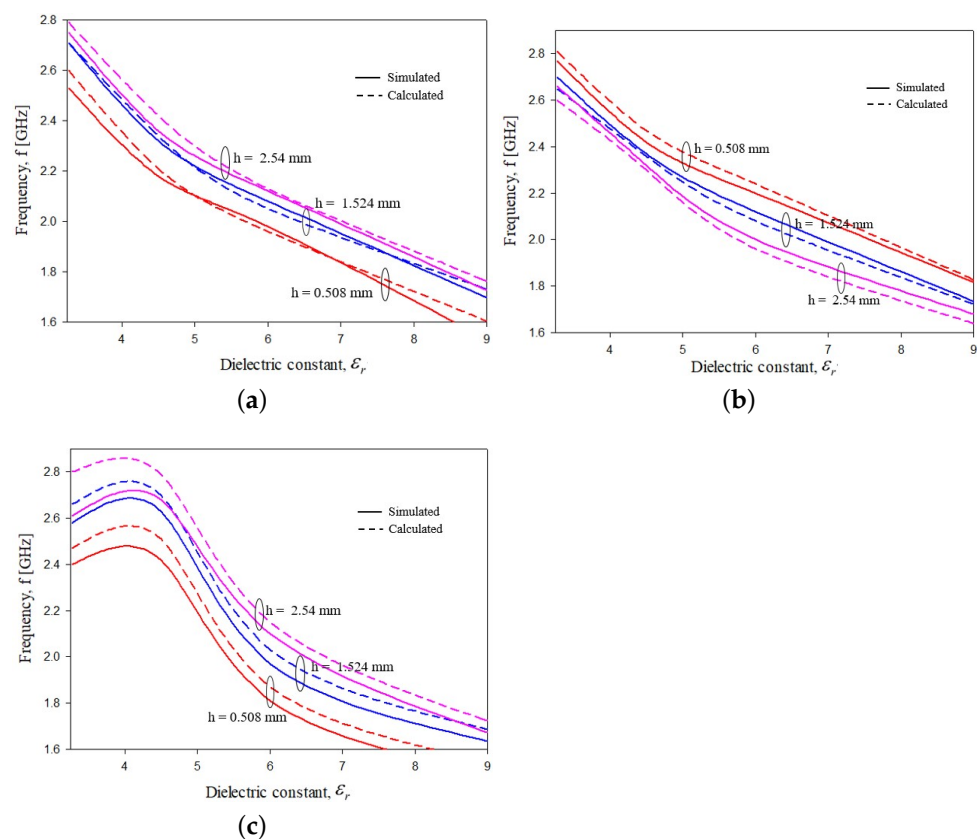 2.8
2.6
2.4
2.2
2.0
1.8
1.6
Frequency, f [GHz]
Simulated
Calculated
h = 2.54 mm
h = 1.524 mm
h = 0.508 mm
4 5 6 7 8 9
Dielectric constant, εr
(a)
2.8
2.6
2.4
2.2
2.0
1.8
1.6
Frequency, f [GHz]
Simulated
Calculated
h = 0.508 mm
h = 1.524 mm
h = 2.54 mm
4 5 6 7 8 9
Dielectric constant, εr
(b)
2.8
2.6
2.4
2.2
2.0
1.8
1.6
Frequency, f [GHz]
Simulated
Calculated
h = 2.54 mm
h = 1.524 mm
h = 0.508 mm
4 5 6 7 8 9
Dielectric constant, εr
(c)